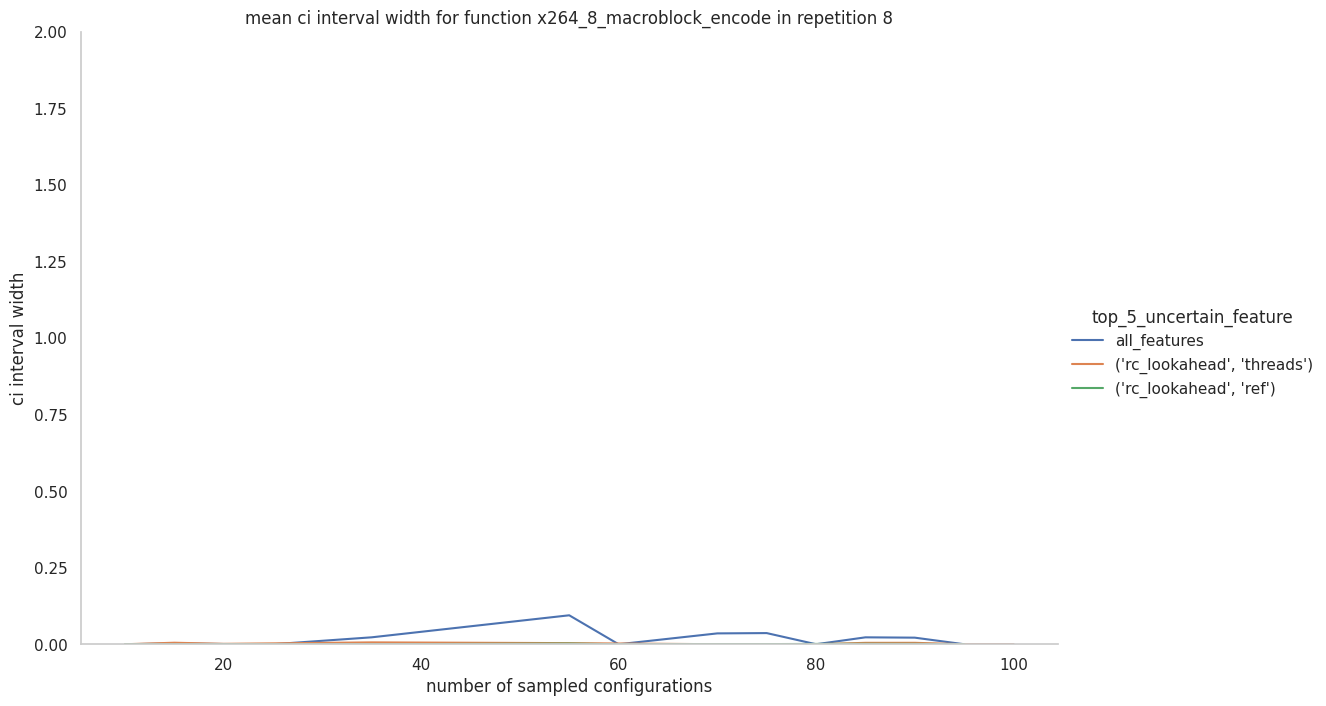 mean ci interval width for function x264_8_macroblock_encode in repetition 8
2.00
1.75
1.50
1.25
1.00
0.75
0.50
0.25
0.00
ci interval width
20
40
60
80
100
number of sampled configurations
top_5_uncertain_feature
all_features
('rc_lookahead', 'threads')
('rc_lookahead', 'ref')